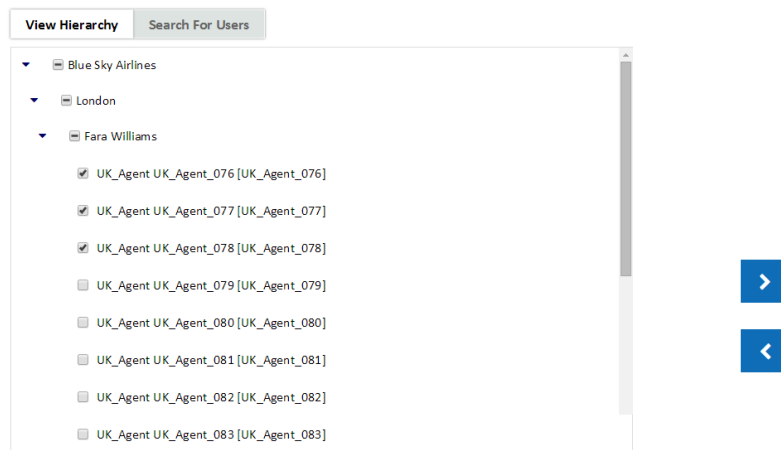 View Hierarchy Search For Users
Blue Sky Airlines
London
Fara Williams
UK_Agent UK_Agent_076 [UK_Agent_076]
UK_Agent UK_Agent_077 [UK_Agent_077]
UK_Agent UK_Agent_078 [UK_Agent_078]
UK_Agent UK_Agent_079 [UK_Agent_079]
UK_Agent UK_Agent_080 [UK_Agent_080]
UK_Agent UK_Agent_081 [UK_Agent_081]
UK_Agent UK_Agent_082 [UK_Agent_082]
UK_Agent UK_Agent_083 [UK_Agent_083]